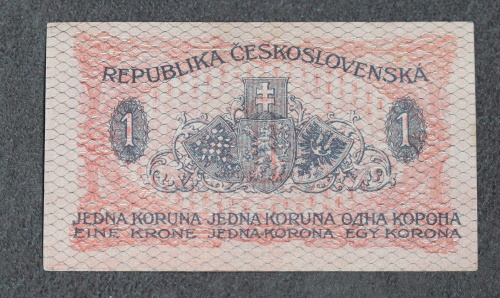 REPUBLIKA ČESKOSLOVENSKÁ
1 1
JEDNA KORUNA JEDNA KORUNA ОДНА КОРОНА
EINE KRONE JEDNA KORONA EGY KORONA